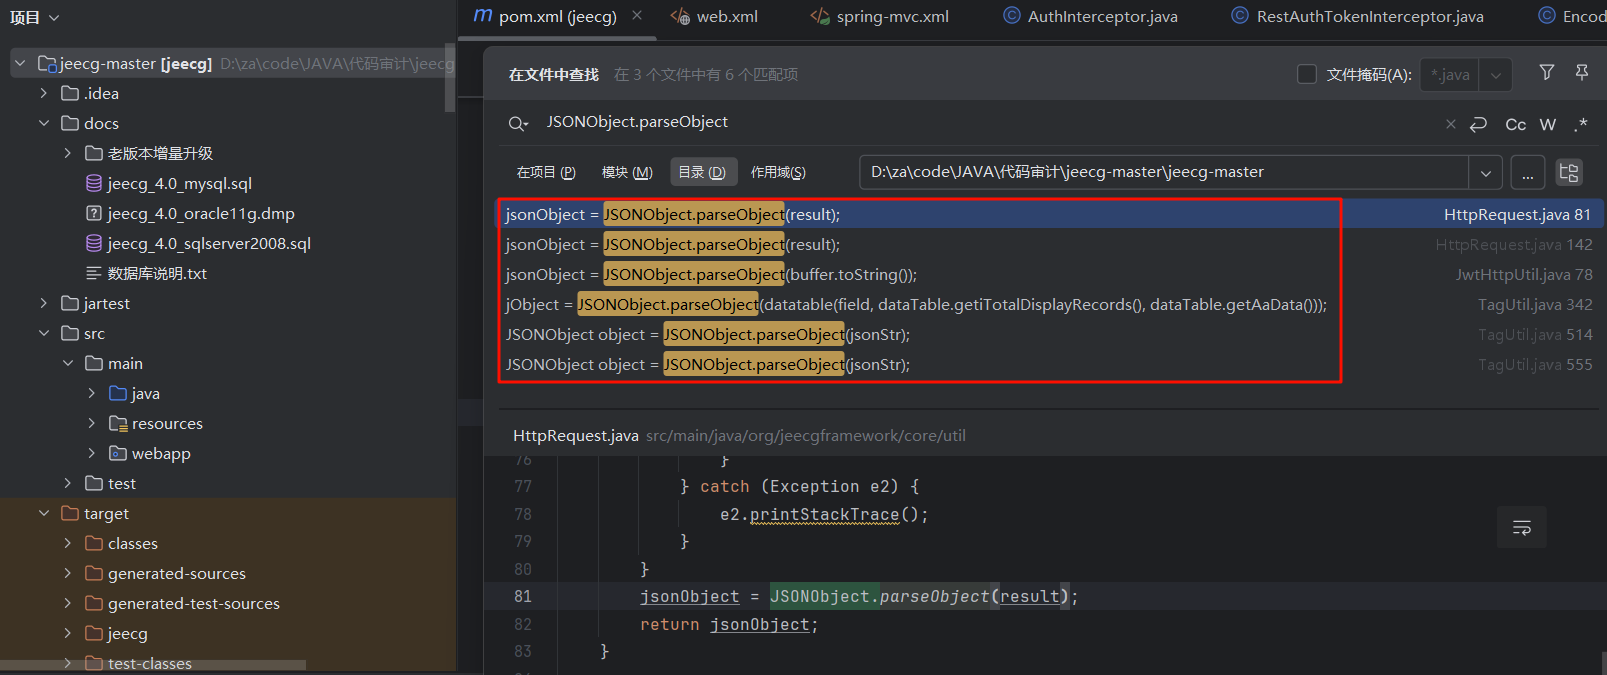 项目
pom.xml (jeecg)
web.xml
spring-mvc.xml
AuthInterceptor.java
RestAuthTokenInterceptor.java
Encod
jeecg-master [jeecg] D:\za\code\JAVA\代码审计\jeecg
.idea
docs
老版本增量升级
jeecg_4.0_mysql.sql
jeecg_4.0_oracle11g.dmp
jeecg_4.0_sqlserver2008.sql
数据库说明.txt
jartest
src
main
java
resources
webapp
test
target
classes
generated-sources
generated-test-sources
jeecg
test-classes
在文件中查找 在 3 个文件中有 6 个匹配项
文件掩码(A): *.java
JSONObject.parseObject
Cc W .*
在项目 (P) 模块 (M) 目录 (D) 作用域(S) D:\za\code\JAVA\代码审计\jeecg-master\jeecg-master ...
jsonObject = JSONObject.parseObject(result); HttpRequest.java 81
jsonObject = JSONObject.parseObject(result); HttpRequest.java 142
jsonObject = JSONObject.parseObject(buffer.toString()); JwtHttpUtil.java 78
jObject = JSONObject.parseObject(datatable(field, dataTable.getiTotalDisplayRecords(), dataTable.getAaData())); TagUtil.java 342
JSONObject object = JSONObject.parseObject(jsonStr); TagUtil.java 514
JSONObject object = JSONObject.parseObject(jsonStr); TagUtil.java 555
HttpRequest.java src/main/java/org/jeecgframework/core/util
76 }
77 } catch (Exception e2) {
78 e2.printStackTrace();
79 }
80 }
81 jsonObject = JSONObject.parseObject(result);
82 return jsonObject;
83 }